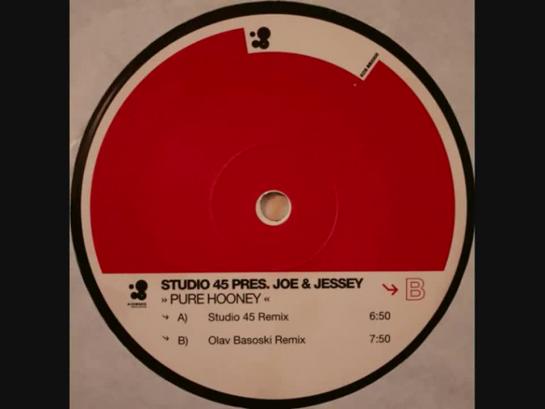 STUDIO 45 PRES. JOE & JESSEY
» PURE HOONEY «
A) Studio 45 Remix 6:50
B) Olav Basoski Remix 7:50
B